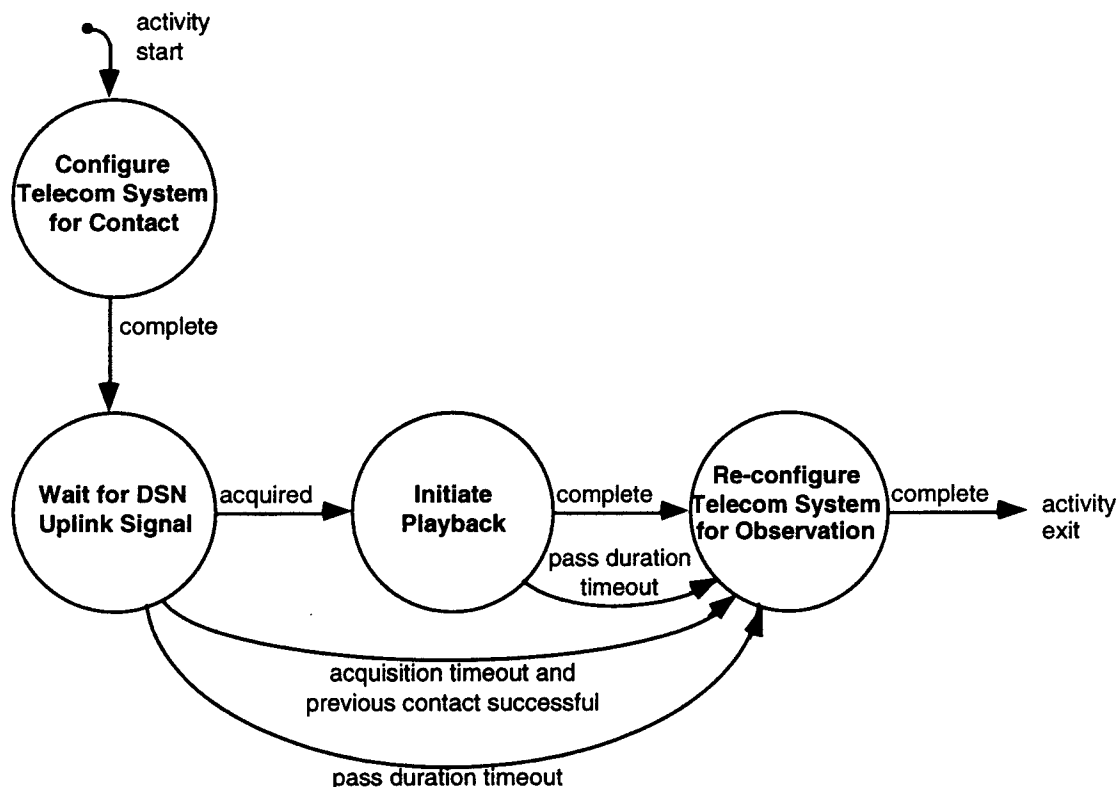 activity
start
Configure
Telecom System
for Contact
complete
Wait for DSN
Uplink Signal
acquired
Initiate
Playback
complete
Re-configure
Telecom System
for Observation
complete
activity
exit
pass duration
timeout
acquisition timeout and
previous contact successful
pass duration timeout